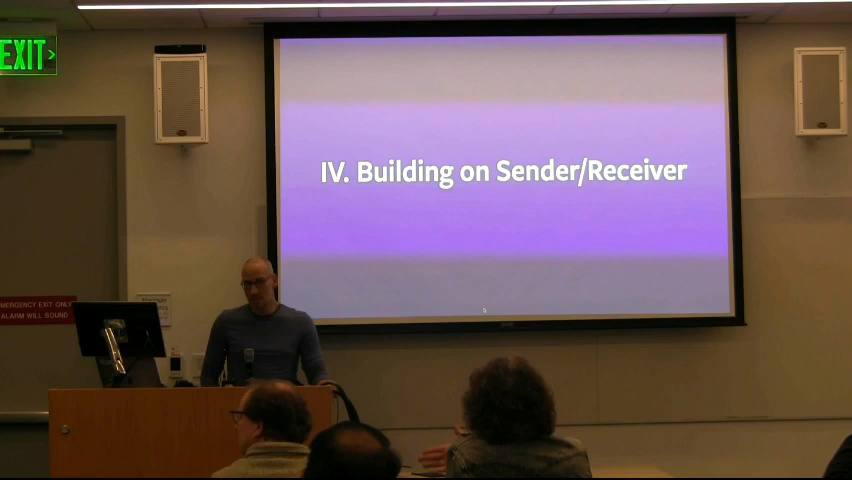 EXIT
IV. Building on Sender/Receiver
EMERGENCY EXIT ONLY
ALARM WILL SOUND